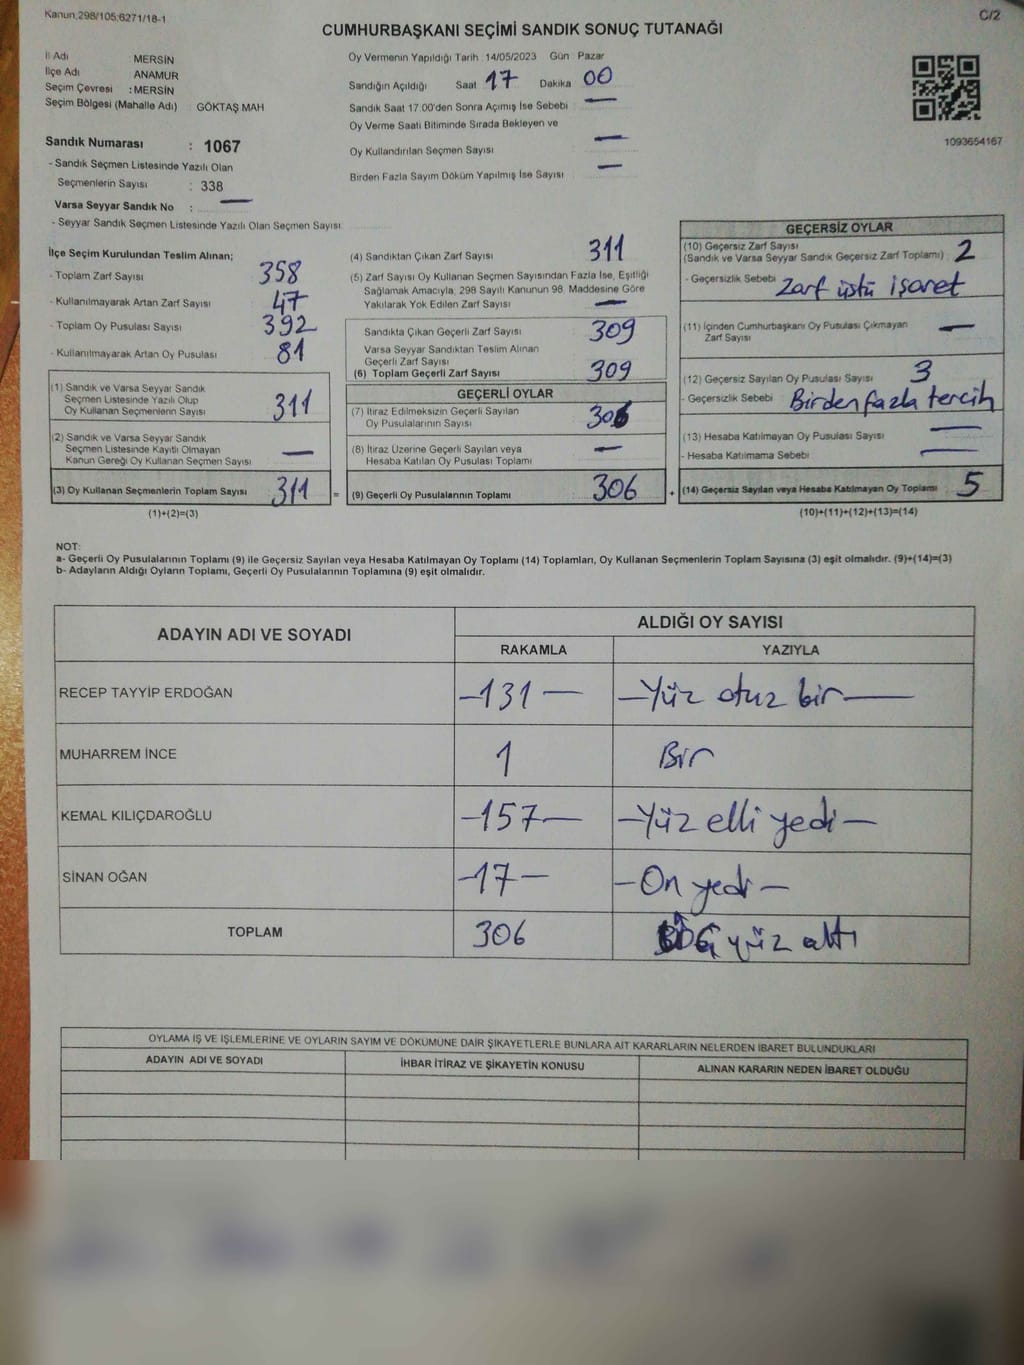 Kanun.298/105.6271/18-1
C/2
CUMHURBAŞKANI SEÇİMİ SANDIK SONUÇ TUTANAĞI
İl Adı MERSİN
İlçe Adı ANAMUR
Seçim Çevresi : MERSİN
Seçim Bölgesi (Mahalle Adı) : GÖKTAŞ MAH
Sandık Numarası : 1067
- Sandık Seçmen Listesinde Yazılı Olan
Seçmenlerin Sayısı : 338
Varsa Seyyar Sandık No : —
- Seyyar Sandık Seçmen Listesinde Yazılı Olan Seçmen Sayısı
Oy Vermenin Yapıldığı Tarih 14/05/2023 Gün Pazar
Sandığın Açıldığı Saat 17 Dakika 00
Sandık Saat 17.00'den Sonra Açımış İse Sebebi —
Oy Verme Saati Bitiminde Sırada Bekleyen ve
Oy Kullandırılan Seçmen Sayısı —
Birden Fazla Sayım Döküm Yapılmış İse Sayısı —
1093654167
İlçe Seçim Kurulundan Teslim Alınan;
- Toplam Zarf Sayısı 358
- Kullanılmayarak Artan Zarf Sayısı 47
- Toplam Oy Pusulası Sayısı 392
- Kullanılmayarak Artan Oy Pusulası 81
(1) Sandık ve Varsa Seyyar Sandık
Seçmen Listesinde Yazılı Olup
Oy Kullanan Seçmenlerin Sayısı 311
(2) Sandık ve Varsa Seyyar Sandık
Seçmen Listesinde Kayıtlı Olmayan
Kanun Gereği Oy Kullanan Seçmen Sayısı —
(3) Oy Kullanan Seçmenlerin Toplam Sayısı 311 =
(1)+(2)=(3)
(4) Sandıktan Çıkan Zarf Sayısı 311
(5) Zarf Sayısı Oy Kullanan Seçmen Sayısından Fazla İse, Eşitliği
Sağlamak Amacıyla, 298 Sayılı Kanunun 98. Maddesine Göre
Yakılarak Yok Edilen Zarf Sayısı —
Sandıkta Çıkan Geçerli Zarf Sayısı 309
Varsa Seyyar Sandıktan Teslim Alınan
Geçerli Zarf Sayısı
(6) Toplam Geçerli Zarf Sayısı 309
GEÇERLİ OYLAR
(7) İtiraz Edilmeksizin Geçerli Sayılan
Oy Pusulalarının Sayısı 306
(8) İtiraz Üzerine Geçerli Sayılan veya
Hesaba Katılan Oy Pusulası Toplamı —
(9) Geçerli Oy Pusulalarının Toplamı 306 +
GEÇERSİZ OYLAR
(10) Geçersiz Zarf Sayısı
(Sandık ve Varsa Seyyar Sandık Geçersiz Zarf Toplamı) 2
- Geçersizlik Sebebi Zarf üstü işaret
(11) İçinden Cumhurbaşkanı Oy Pusulası Çıkmayan
Zarf Sayısı —
(12) Geçersiz Sayılan Oy Pusulası Sayısı 3
- Geçersizlik Sebebi Birden fazla tercih
(13) Hesaba Katılmayan Oy Pusulası Sayısı —
- Hesaba Katılmama Sebebi —
(14) Geçersiz Sayılan veya Hesaba Katılmayan Oy Toplamı 5
(10)+(11)+(12)+(13)=(14)
NOT:
a- Geçerli Oy Pusulalarının Toplamı (9) ile Geçersiz Sayılan veya Hesaba Katılmayan Oy Toplamı (14) Toplamları, Oy Kullanan Seçmenlerin Toplam Sayısına (3) eşit olmalıdır. (9)+(14)=(3)
b- Adayların Aldığı Oyların Toplamı, Geçerli Oy Pusulalarının Toplamına (9) eşit olmalıdır.
ADAYIN ADI VE SOYADI ALDIĞI OY SAYISI
RAKAMLA YAZIYLA
RECEP TAYYİP ERDOĞAN -131- -Yüz otuz bir-
MUHARREM İNCE 1 Bir
KEMAL KILIÇDAROĞLU -157- -Yüz elli yedi-
SİNAN OĞAN -17- -On yedi-
TOPLAM 306 yüz altı
OYLAMA İŞ VE İŞLEMLERİNE VE OYLARIN SAYIM VE DÖKÜMÜNE DAİR ŞİKAYETLERLE BUNLARA AİT KARARLARIN NELERDEN İBARET BULUNDUKLARI
ADAYIN ADI VE SOYADI İHBAR İTİRAZ VE ŞİKAYETİN KONUSU ALINAN KARARIN NEDEN İBARET OLDUĞU